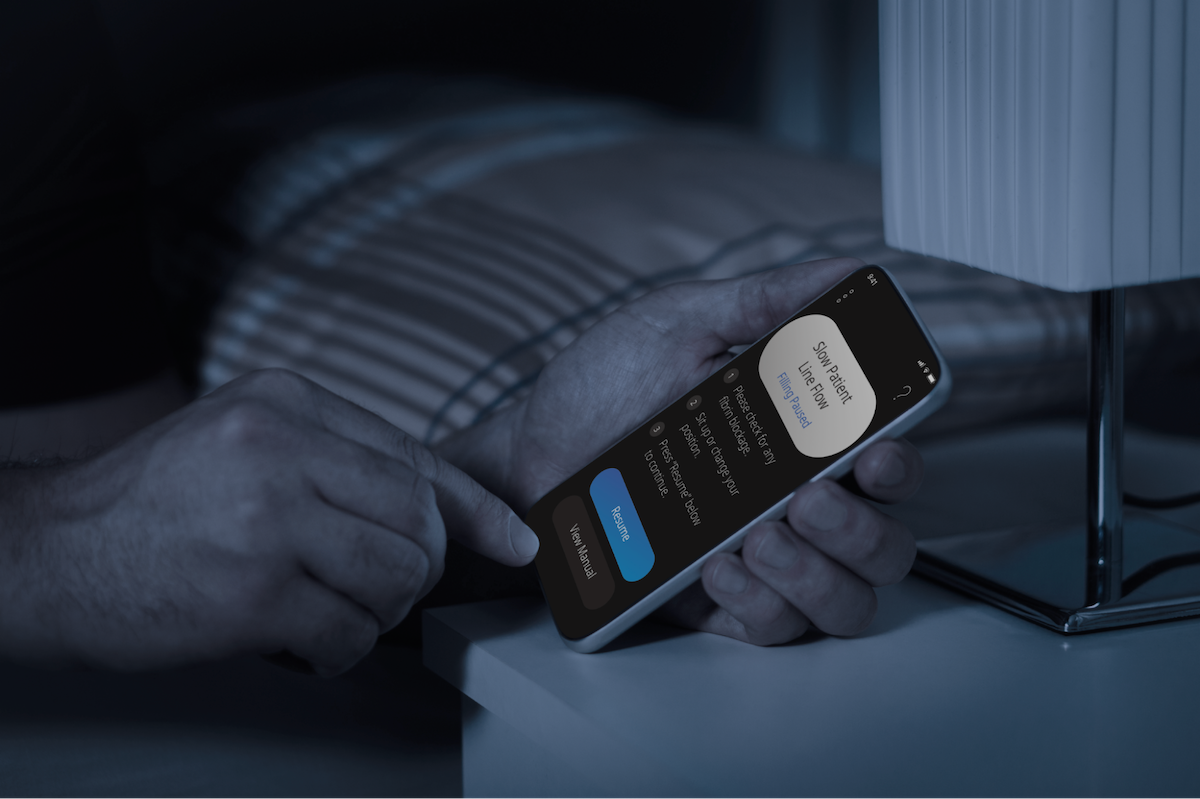 9:41
?
Slow Patient
Line Flow
Filling Paused
1 Please check for any
fibrin blockage.
2 Sit up or change your
position.
3 Press "Resume" below
to continue.
Resume
View Manual